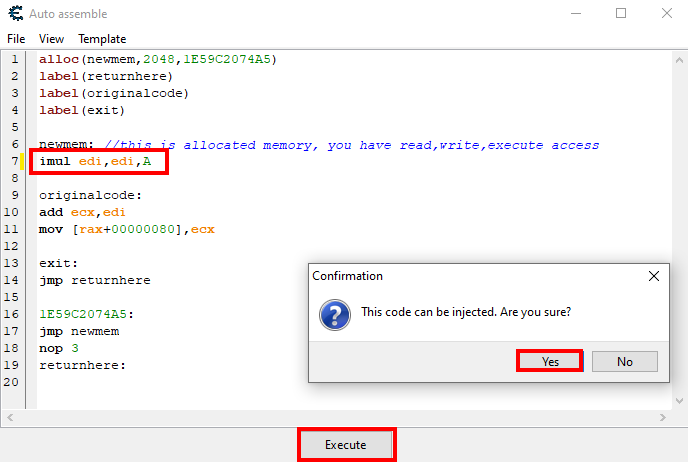 Auto assemble
File View Template
1 alloc(newmem,2048,1E59C2074A5)
2 label(returnhere)
3 label(originalcode)
4 label(exit)
5
6 newmem: //this is allocated memory, you have read,write,execute access
7 imul edi,edi,A
8
9 originalcode:
10 add ecx,edi
11 mov [rax+00000080],ecx
12
13 exit:
14 jmp returnhere
15
16 1E59C2074A5:
17 jmp newmem
18 nop 3
19 returnhere:
20
Confirmation
This code can be injected. Are you sure?
Yes No
Execute